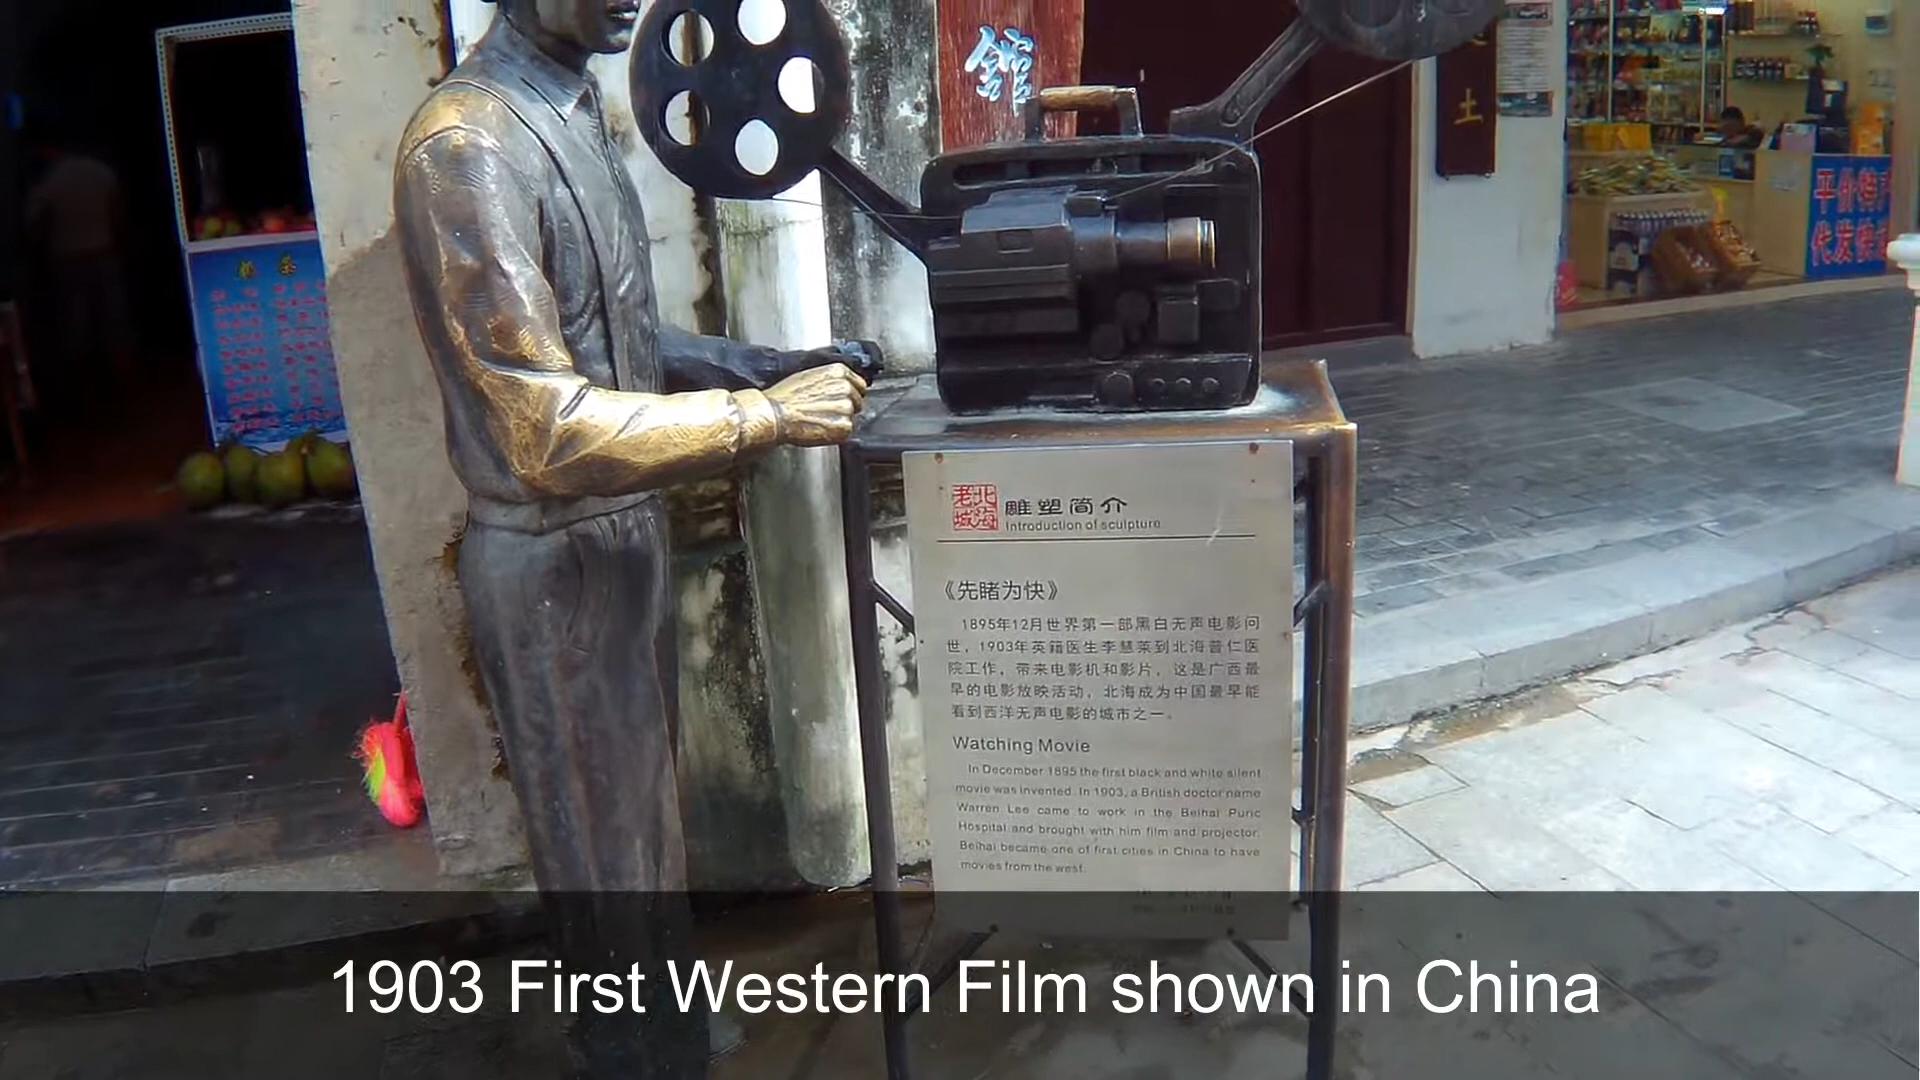 館
土
奶茶
平价特产
代发快递
北海
老城
雕塑简介
Introduction of sculpture
《先睹为快》
1895年12月世界第一部黑白无声电影问
世，1903年英籍医生李慧莱到北海普仁医
院工作，带来电影机和影片，这是广西最
早的电影放映活动，北海成为中国最早能
看到西洋无声电影的城市之一。
Watching Movie
In December 1895 the first black and white silent
movie was invented. In 1903, a British doctor name
Warren Lee came to work in the Beihai Puric
Hospital and brought with him film and projector.
Beihai became one of first cities in China to have
movies from the west.
1903 First Western Film shown in China